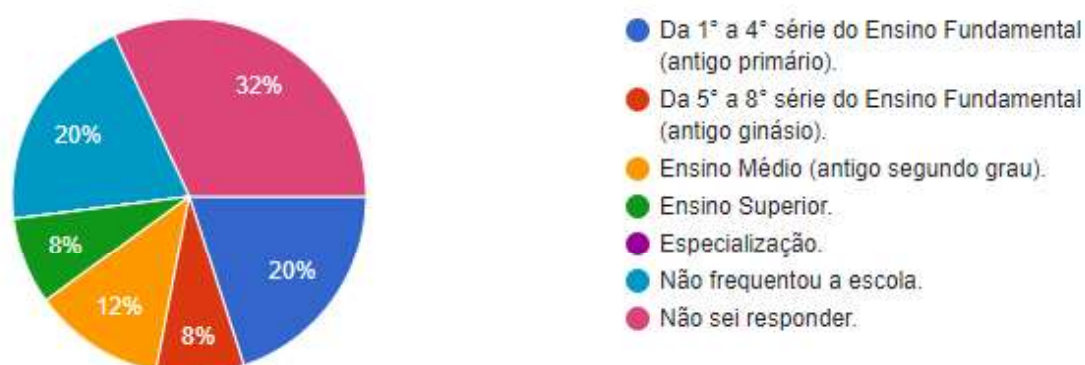 32%
20%
8%
12%
8%
20%
Da 1° a 4° série do Ensino Fundamental
(antigo primário).
Da 5° a 8° série do Ensino Fundamental
(antigo ginásio).
Ensino Médio (antigo segundo grau).
Ensino Superior.
Especialização.
Não frequentou a escola.
Não sei responder.